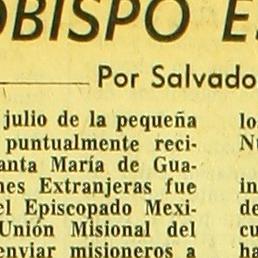 OBISPO E
Por Salvado
julio de la pequeña
puntualmente reci-
anta María de Gua-
nes Extranjeras fue
el Episcopado Mexi-
Unión Misional del
enviar misioneros a
lo
Nu
in
de
cu
ha